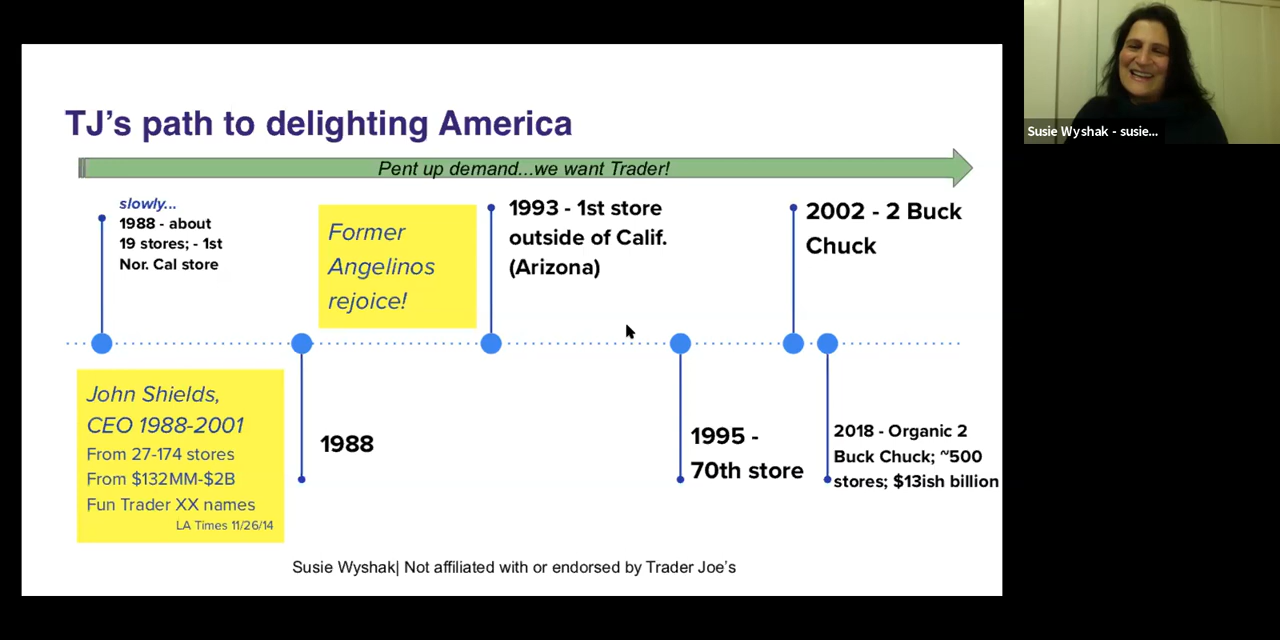 TJ's path to delighting America
Pent up demand...we want Trader!
slowly...
1988 - about
19 stores; - 1st
Nor. Cal store
Former
Angelinos
rejoice!
1993 - 1st store
outside of Calif.
(Arizona)
2002 - 2 Buck
Chuck
John Shields,
CEO 1988-2001
From 27-174 stores
From $132MM-$2B
Fun Trader XX names
LA Times 11/26/14
1988
1995 -
70th store
2018 - Organic 2
Buck Chuck; ~500
stores; $13ish billion
Susie Wyshak| Not affiliated with or endorsed by Trader Joe's
Susie Wyshak - susie...